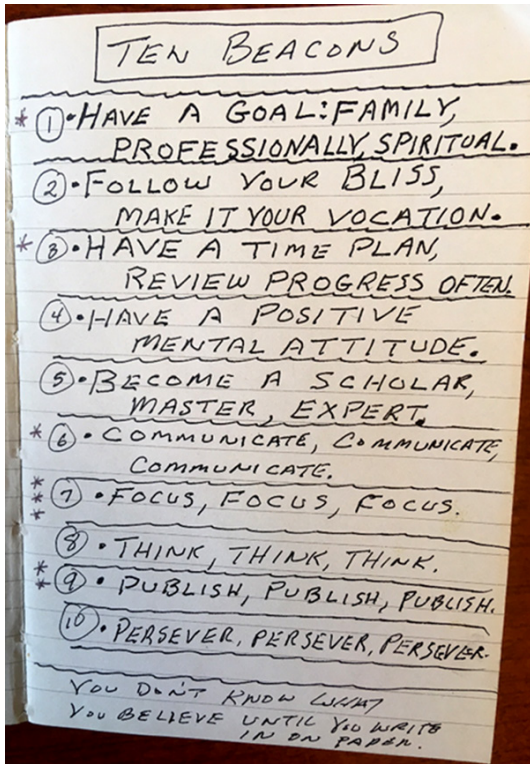 TEN BEACONS
* 1 • HAVE A GOAL: FAMILY,
PROFESSIONALLY, SPIRITUAL.
2 • FOLLOW YOUR BLISS,
MAKE IT YOUR VOCATION.
* 3 • HAVE A TIME PLAN,
REVIEW PROGRESS OFTEN.
4 • HAVE A POSITIVE
MENTAL ATTITUDE.
5 • BECOME A SCHOLAR,
MASTER, EXPERT.
* 6 • COMMUNICATE, COMMUNICATE,
COMMUNICATE.
*** 7 • FOCUS, FOCUS, FOCUS.
8 • THINK, THINK, THINK.
** 9 • PUBLISH, PUBLISH, PUBLISH.
10 • PERSEVER, PERSEVER, PERSEVER.
YOU DON'T KNOW WHAT
YOU BELIEVE UNTIL YOU WRITE
IN ON PAPER.